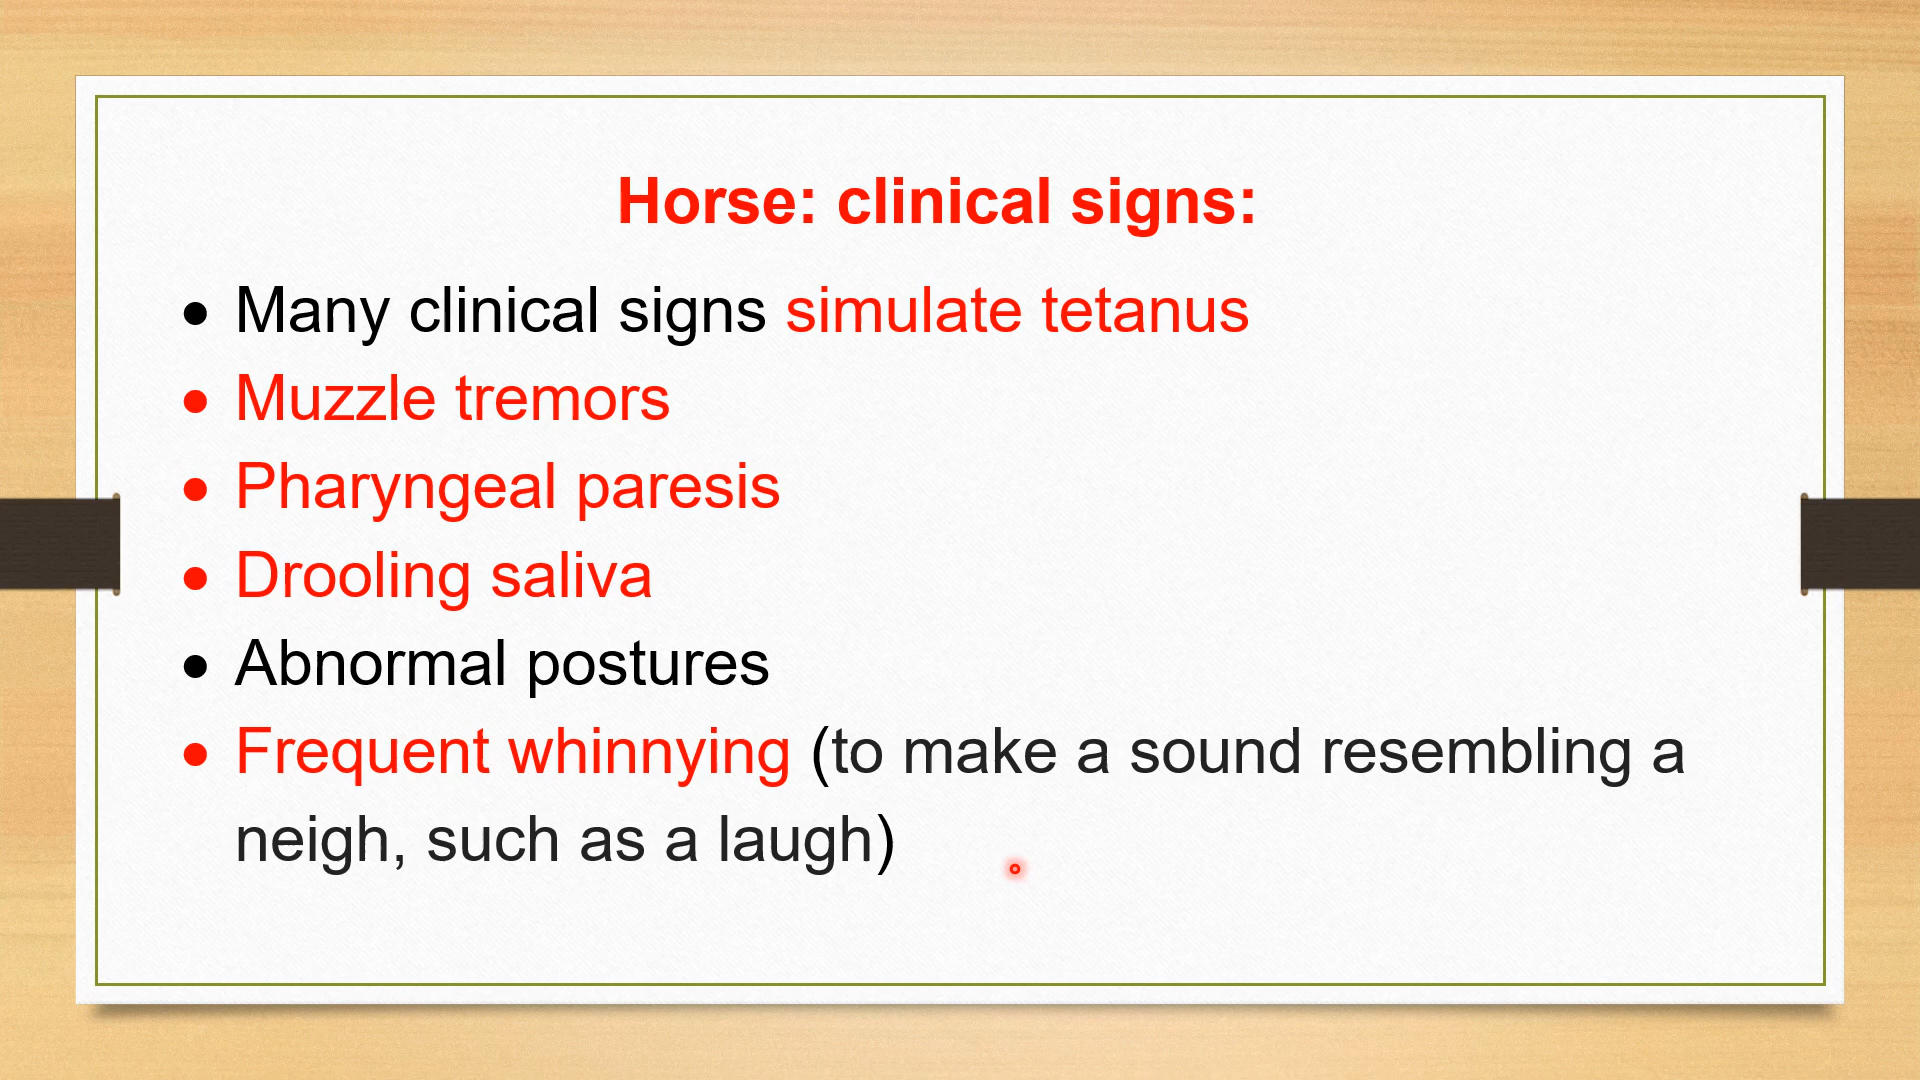 Horse: clinical signs:
• Many clinical signs simulate tetanus
• Muzzle tremors
• Pharyngeal paresis
• Drooling saliva
• Abnormal postures
• Frequent whinnying (to make a sound resembling a
neigh, such as a laugh)